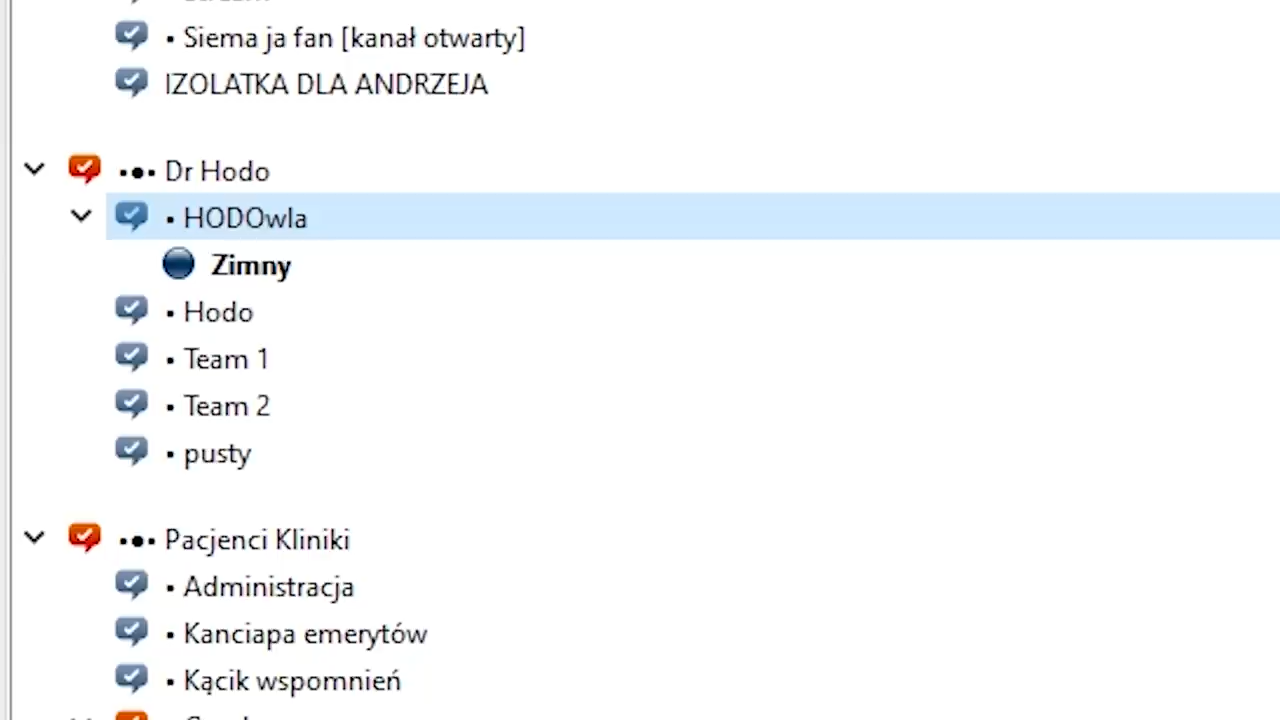 • Siema ja fan [kanał otwarty]
IZOLATKA DLA ANDRZEJA
•●• Dr Hodo
• HODOwla
Zimny
• Hodo
• Team 1
• Team 2
• pusty
•●• Pacjenci Kliniki
• Administracja
• Kanciapa emerytów
• Kącik wspomnień